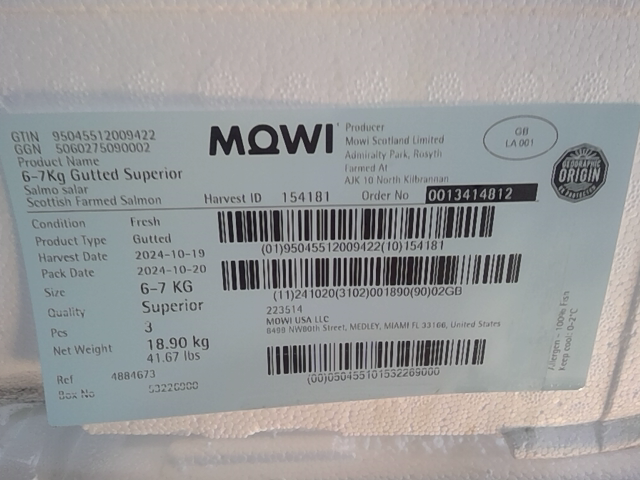 GTIN 95045512009422
GGN 5060275090002
Product Name
6-7Kg Gutted Superior
Salmo salar
Scottish Farmed Salmon
MOWI
Producer
Mowi Scotland Limited
Admiralty Park, Rosyth
Farmed At
AJK 10 North Kilbrannan
GB
LA 001
GEOGRAPHIC
ORIGIN
Harvest ID 154181 Order No 0013414812
Condition Fresh
Product Type Gutted
Harvest Date 2024-10-19
Pack Date 2024-10-20
Size 6-7 KG
Quality Superior
Pcs 3
Net Weight 18.90 kg
41.67 lbs
Ref 4884673
Box No
(01)95045512009422(10)154181
(11)241020(3102)001890(90)02GB
223514
MOWI USA LLC
8499 NW80th Street, MEDLEY, MIAMI FL 33166, United States
(00)050455101532269000
Allergen - 100% Fish
Keep cool: 0-2°C